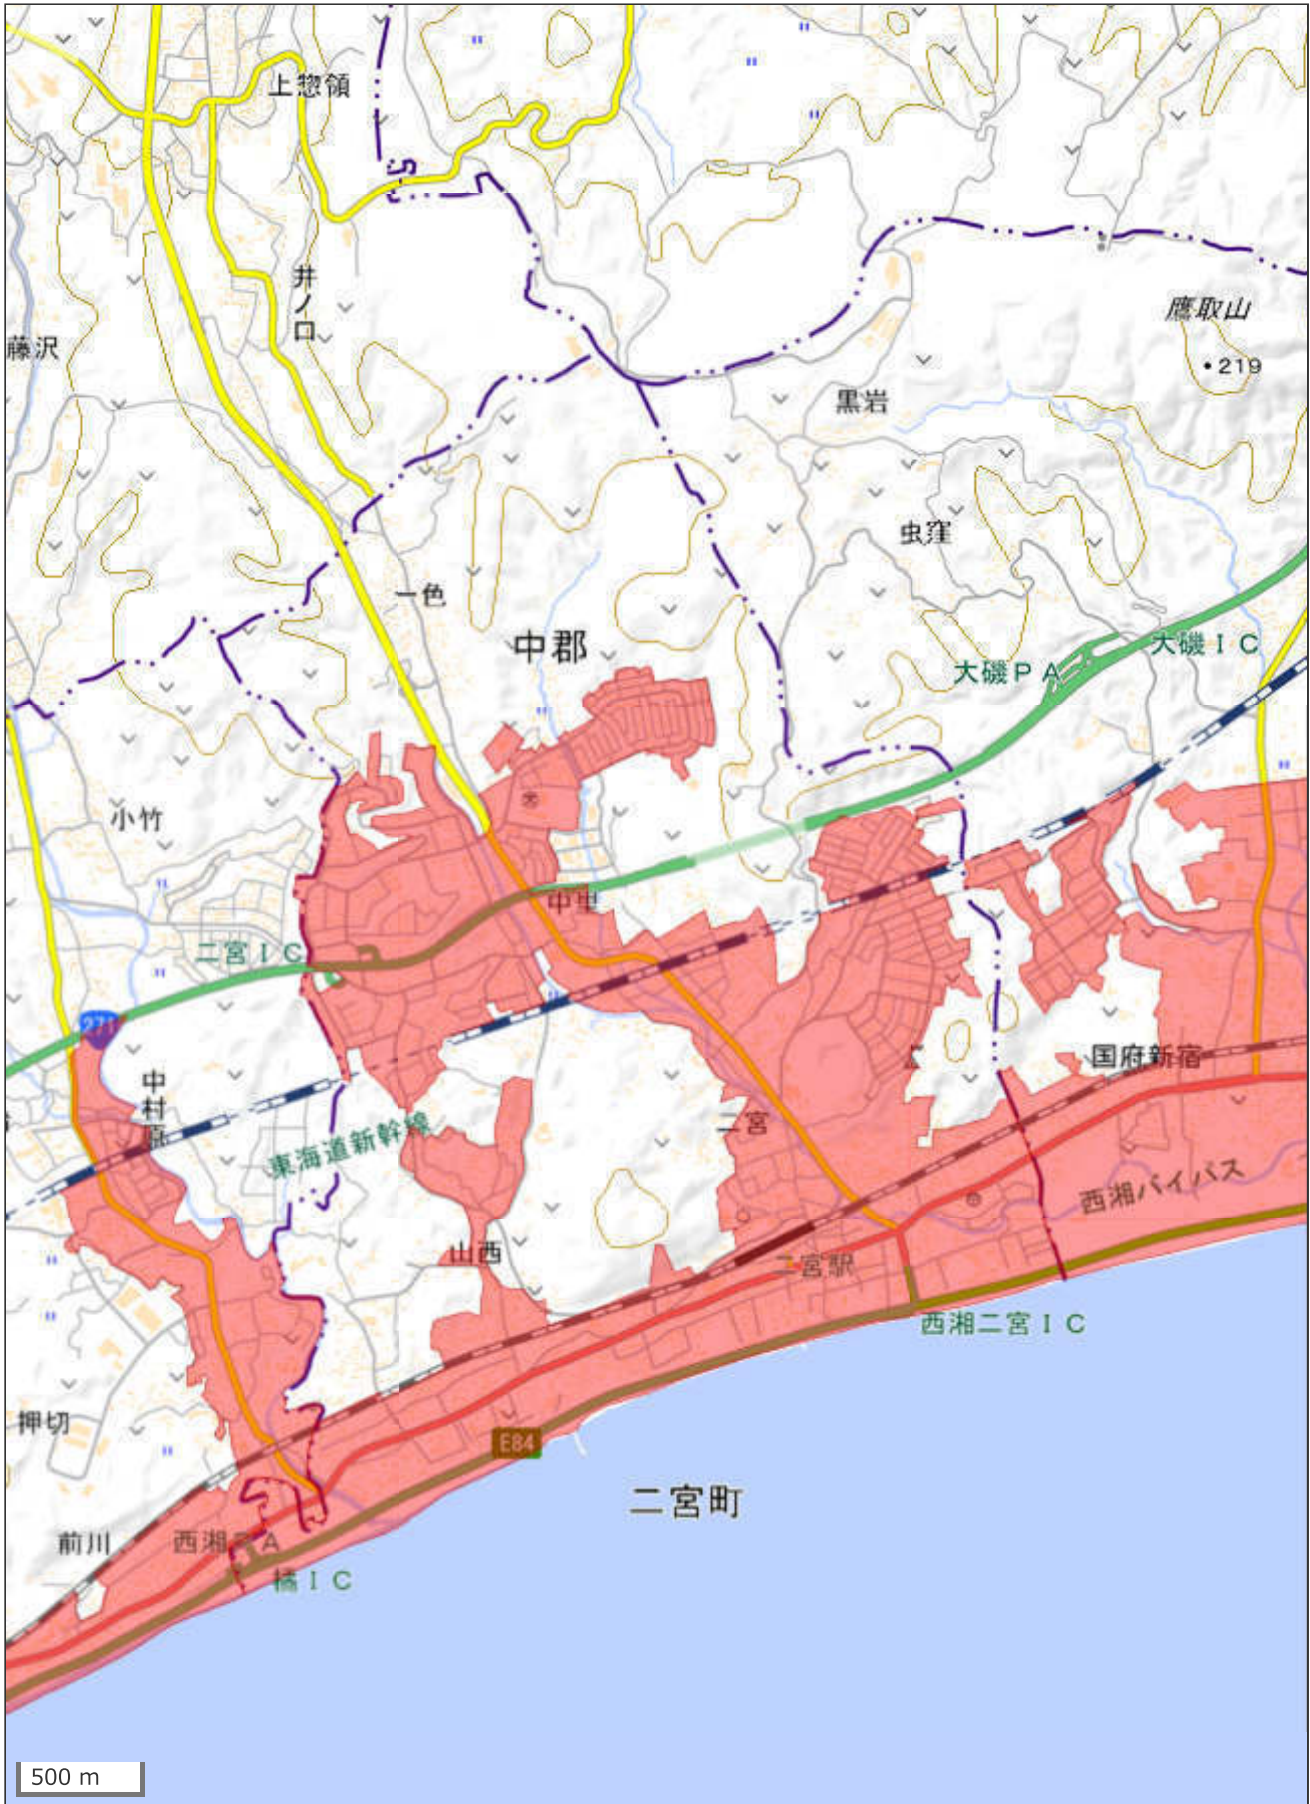 上惣領
井ノ口
鷹取山
藤沢
219
黒岩
虫窪
一色
中郡
大磯IC
大磯PA
小竹
中里
二宮IC
271
国府新宿
中村原
二宮
東海道新幹線
西湘バイパス
山西
二宮駅
西湘二宮IC
押切
E84
二宮町
前川
西湘PA
橘IC
500 m